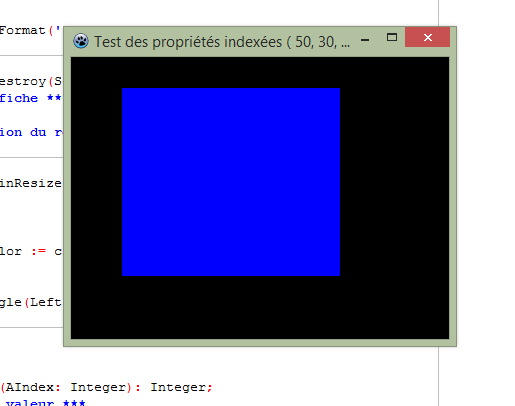 Format('
Test des propriétés indexées ( 50, 30, ...
estroy(S
fiche **
ion du r
inResize
lor := c
gle(Left
(AIndex: Integer): Integer;
valeur ***